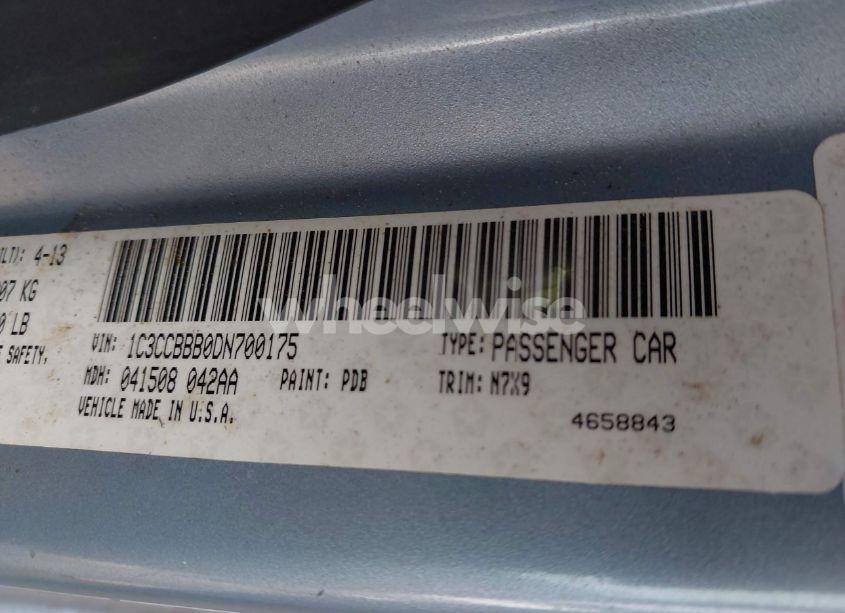 ILT): 4-13
07 KG
0 LB
E SAFETY,
VIN: 1C3CCBBB0DN700175 TYPE: PASSENGER CAR
MDH: 041508 042AA PAINT: PDB TRIM: N7X9
VEHICLE MADE IN U.S.A. 4658843
wheelwise